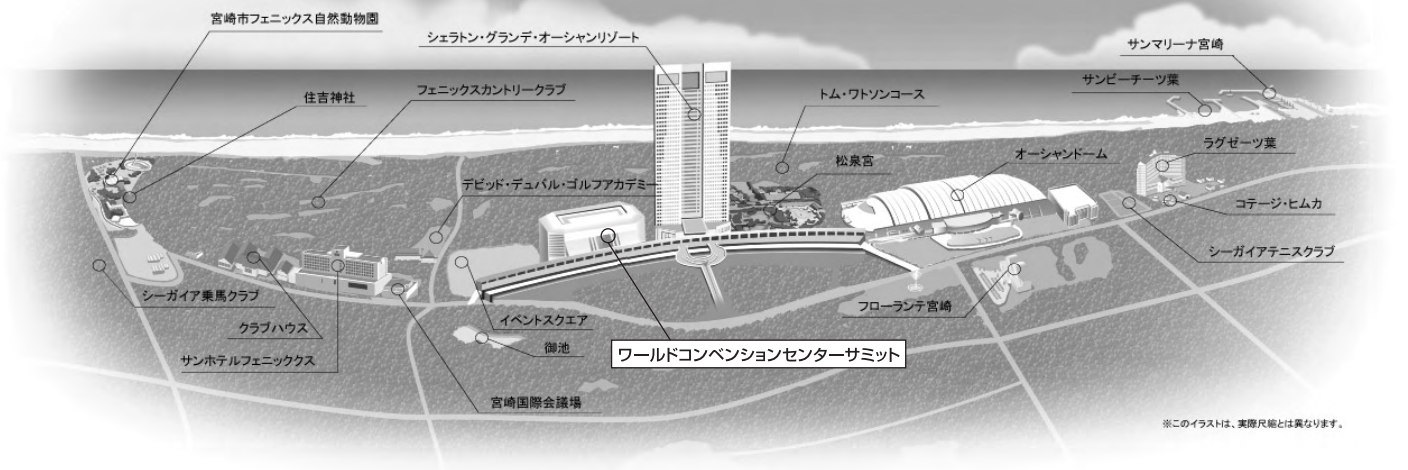 宮崎市フェニックス自然動物園
シェラトン・グランデ・オーシャンリゾート
サンマリーナ宮崎
サンビーチーツ葉
住吉神社
フェニックスカントリークラブ
トム・ワトソンコース
ラグゼーツ葉
松泉宮
オーシャンドーム
デビッド・デュバル・ゴルフアカデミー
コテージ・ヒムカ
シーガイアテニスクラブ
シーガイア乗馬クラブ
フローランテ宮崎
イベントスクエア
クラブハウス
御池
ワールドコンベンションセンターサミット
サンホテルフェニッククス
宮崎国際会議場
※このイラストは、実際尺縮とは異なります。